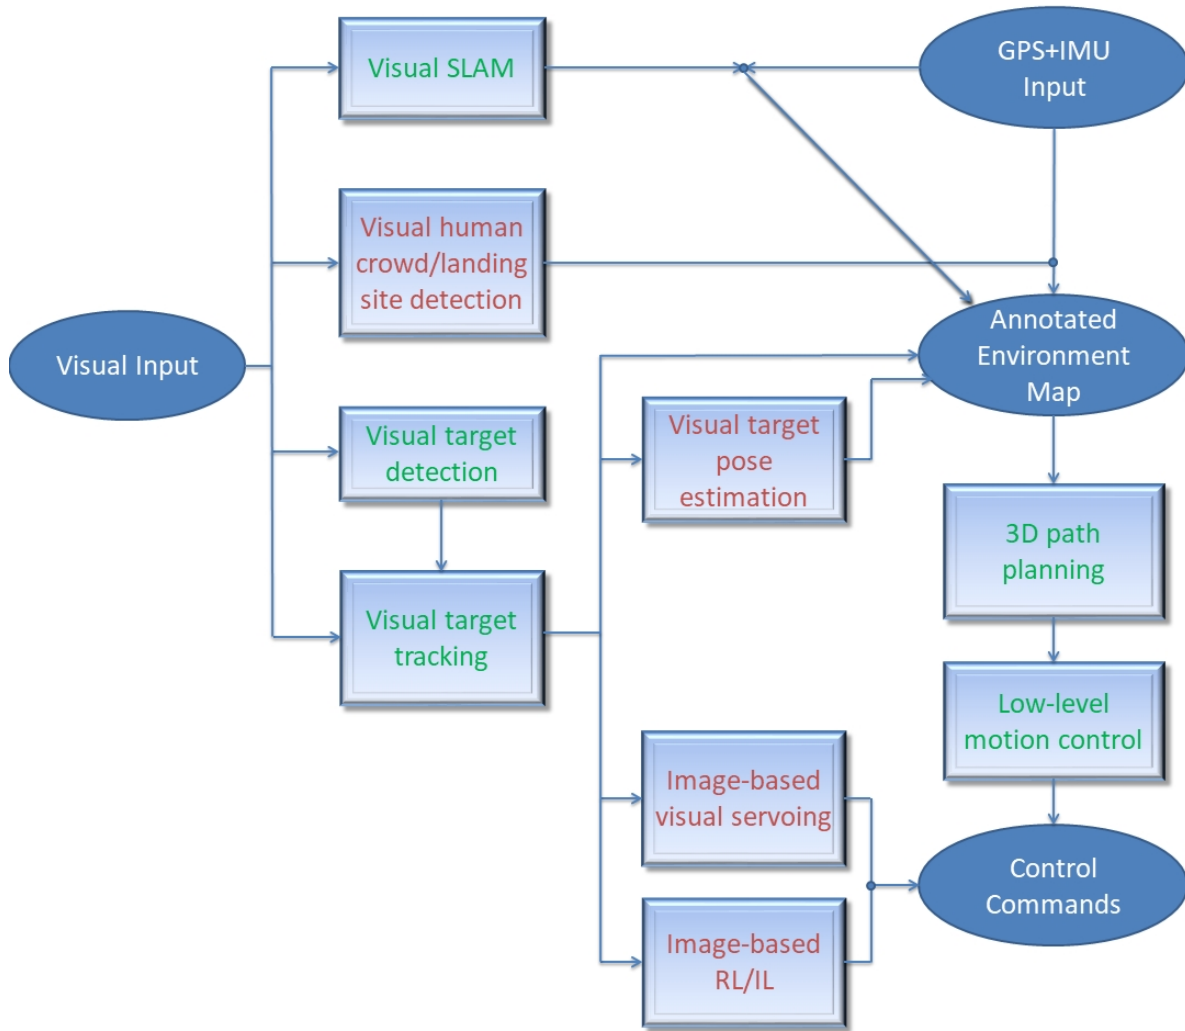 Visual SLAM
GPS+IMU
Input
Visual human
crowd/landing
site detection
Visual Input
Annotated
Environment
Map
Visual target
detection
Visual target
pose
estimation
3D path
planning
Visual target
tracking
Low-level
motion control
Image-based
visual servoing
Control
Commands
Image-based
RL/IL